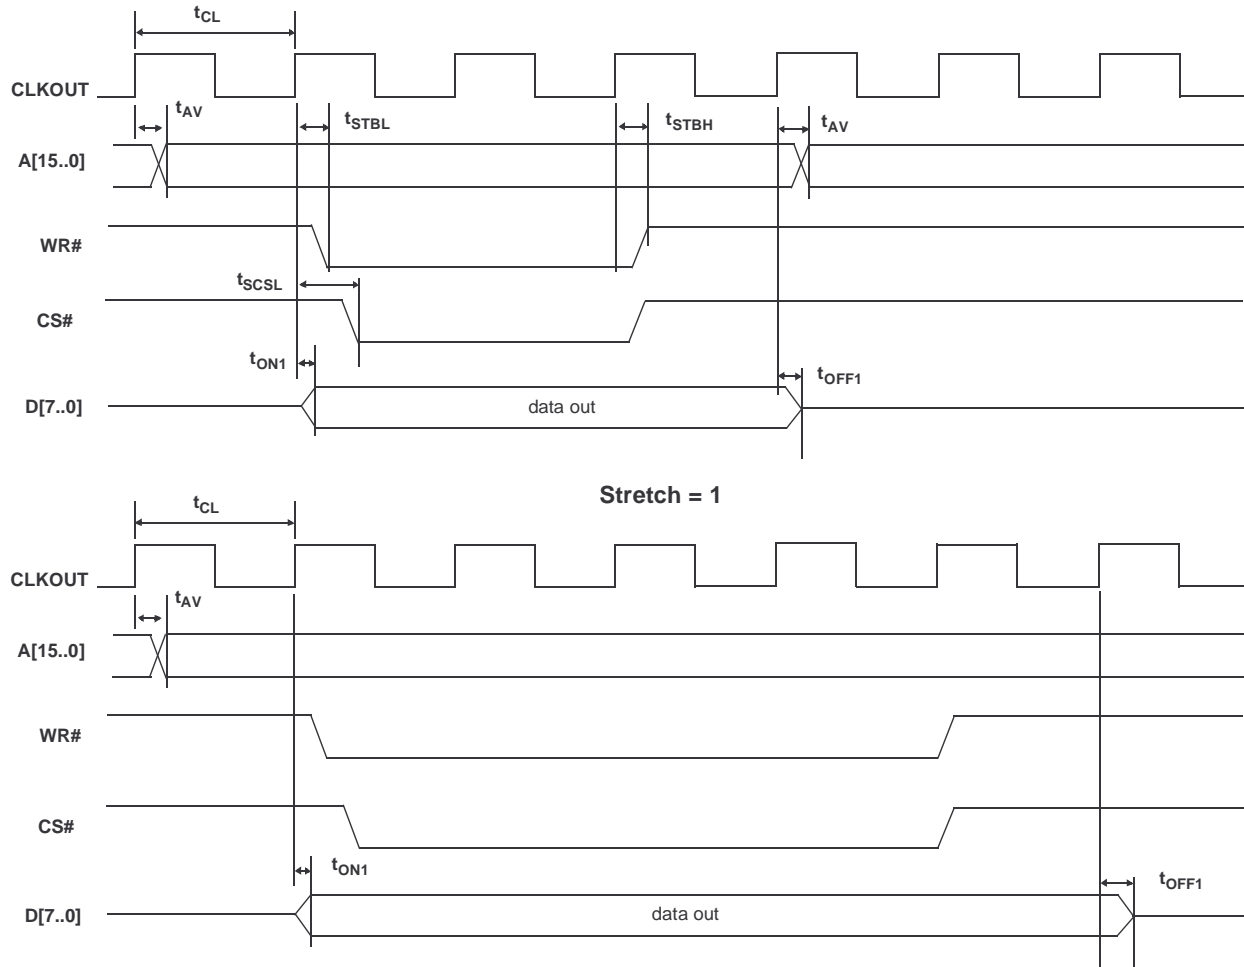 tCL
CLKOUT
tAV
tSTBL
tSTBH
tAV
A[15..0]
WR#
tSCSL
CS#
tON1
tOFF1
D[7..0]
data out
Stretch = 1
tCL
CLKOUT
tAV
A[15..0]
WR#
CS#
tON1
tOFF1
D[7..0]
data out